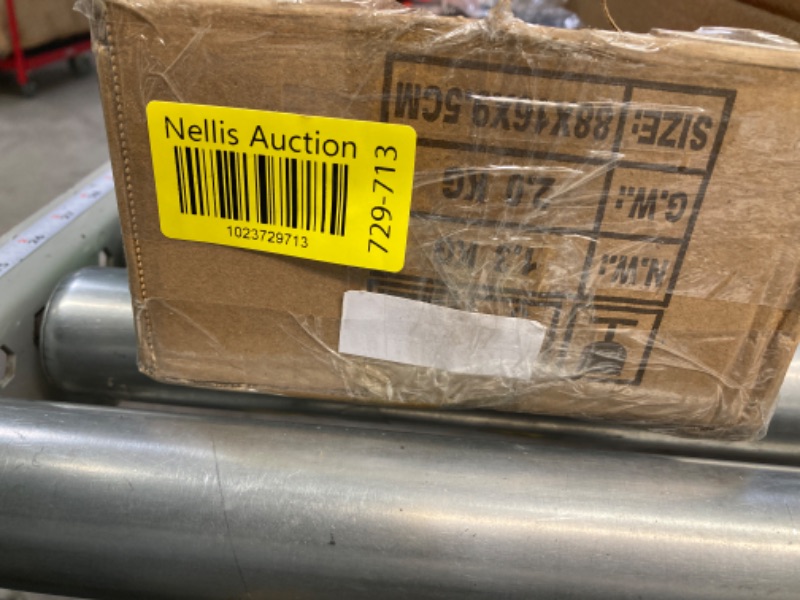 Nellis Auction
1023729713
729-713
SIZE: 88X16X9.5CM
G.W.: 2.0 KG
N.W.: